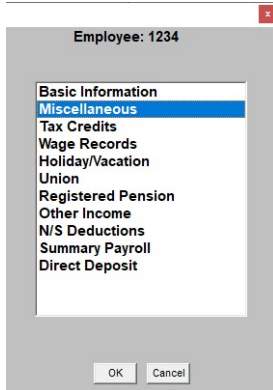 x
Employee: 1234
Basic Information
Miscellaneous
Tax Credits
Wage Records
Holiday/Vacation
Union
Registered Pension
Other Income
N/S Deductions
Summary Payroll
Direct Deposit
OK Cancel